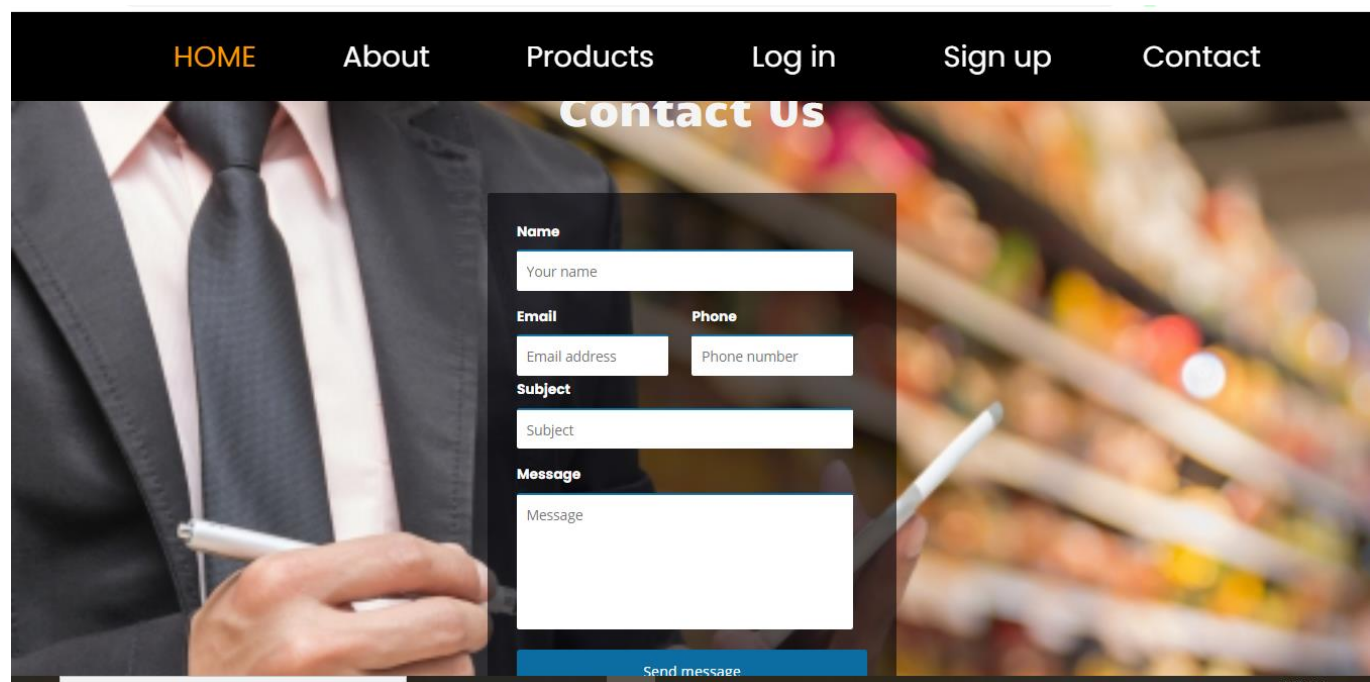 HOME About Products Log in Sign up Contact
Contact Us
Name
Your name
Email Phone
Email address Phone number
Subject
Subject
Message
Message
Send message